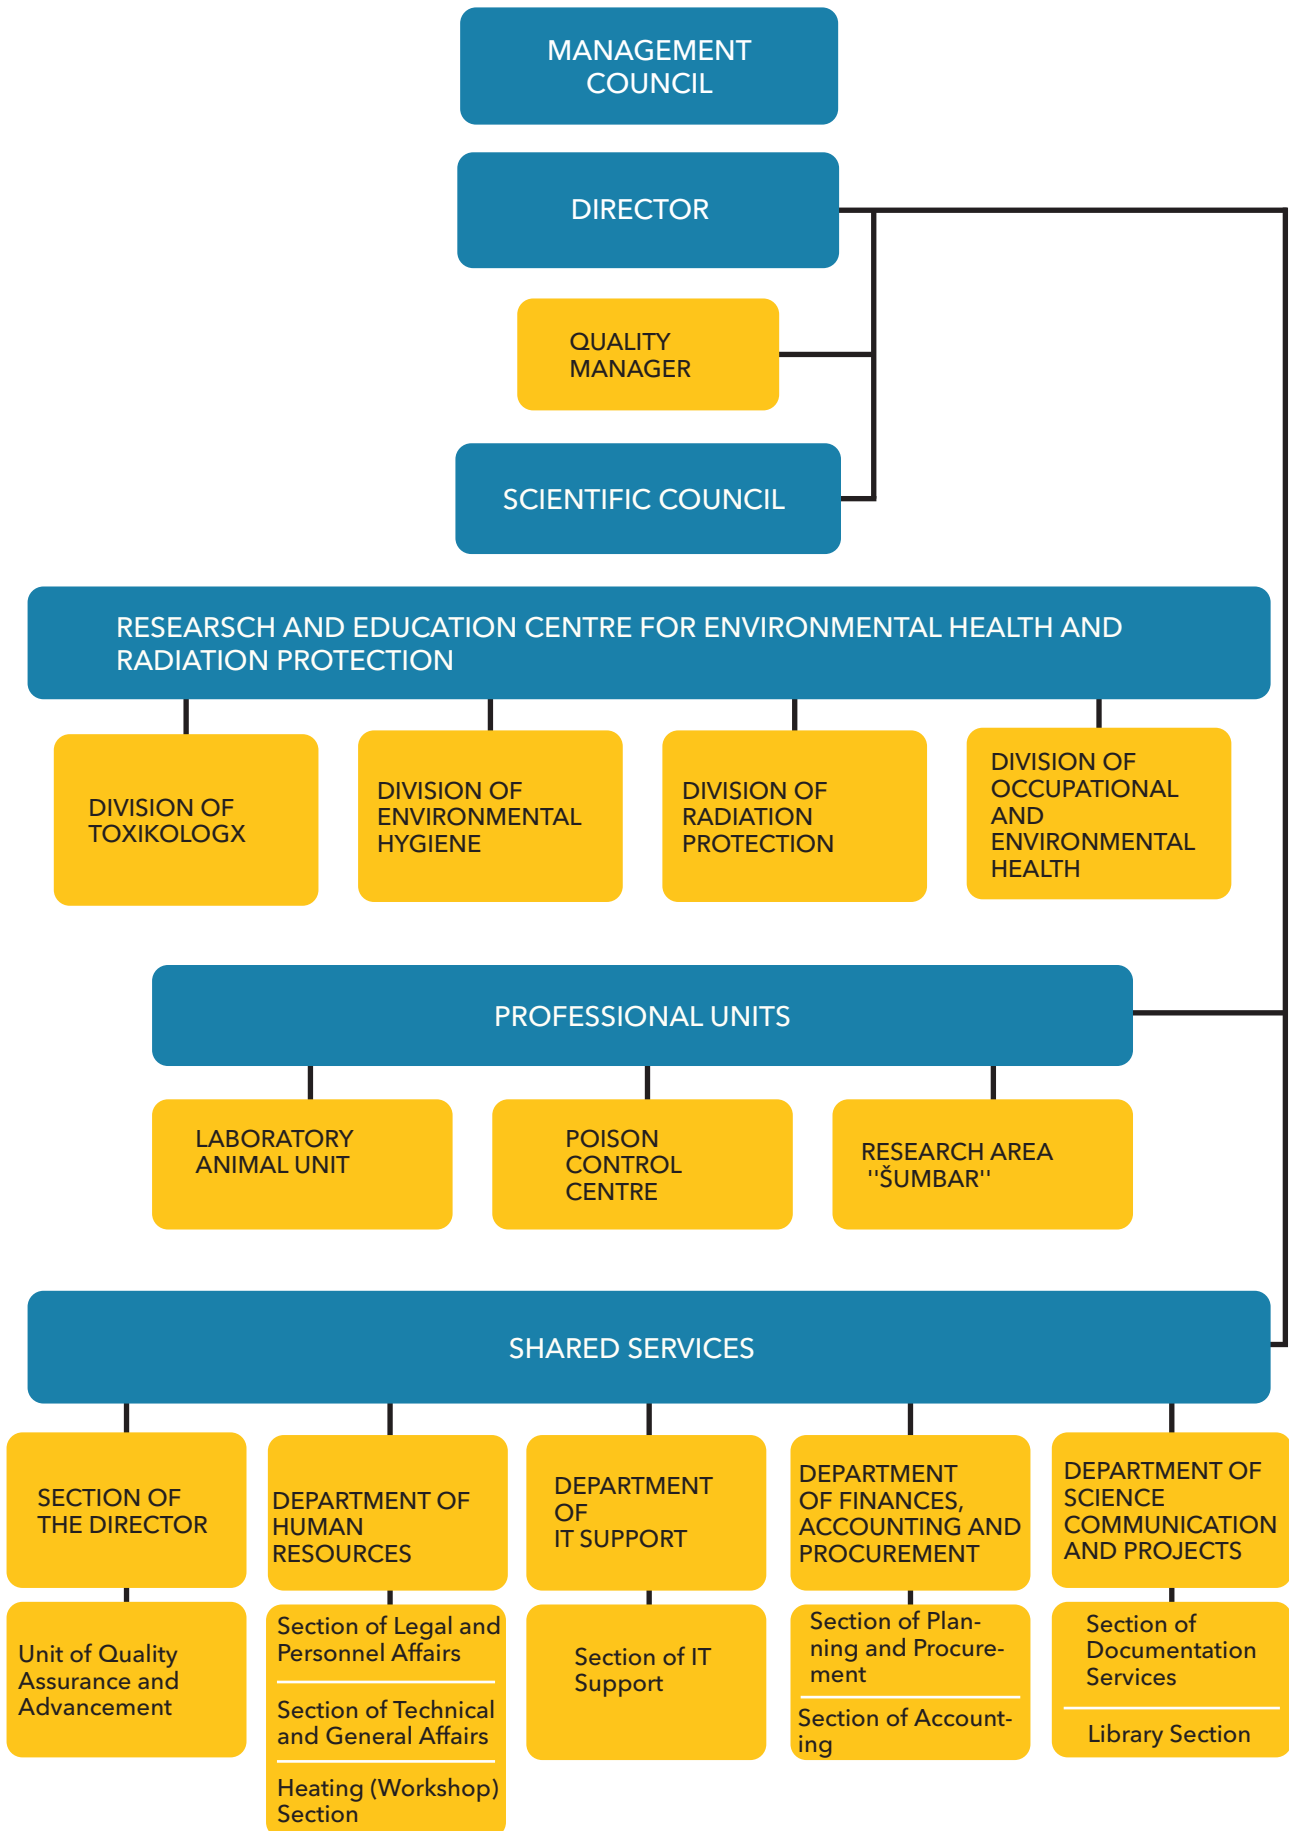 MANAGEMENT
COUNCIL
DIRECTOR
QUALITY
MANAGER
SCIENTIFIC COUNCIL
RESEARSCH AND EDUCATION CENTRE FOR ENVIRONMENTAL HEALTH AND
RADIATION PROTECTION
DIVISION OF
TOXIKOLOGX
DIVISION OF
ENVIRONMENTAL
HYGIENE
DIVISION OF
RADIATION
PROTECTION
DIVISION OF
OCCUPATIONAL
AND
ENVIRONMENTAL
HEALTH
PROFESSIONAL UNITS
LABORATORY
ANIMAL UNIT
POISON
CONTROL
CENTRE
RESEARCH AREA
''ŠUMBAR''
SHARED SERVICES
SECTION OF
THE DIRECTOR
DEPARTMENT OF
HUMAN
RESOURCES
DEPARTMENT
OF
IT SUPPORT
DEPARTMENT
OF FINANCES,
ACCOUNTING AND
PROCUREMENT
DEPARTMENT OF
SCIENCE
COMMUNICATION
AND PROJECTS
Unit of Quality
Assurance and
Advancement
Section of Legal and
Personnel Affairs
Section of Technical
and General Affairs
Heating (Workshop)
Section
Section of IT
Support
Section of Plan-
ning and Procure-
ment
Section of Account-
ing
Section of
Documentation
Services
Library Section